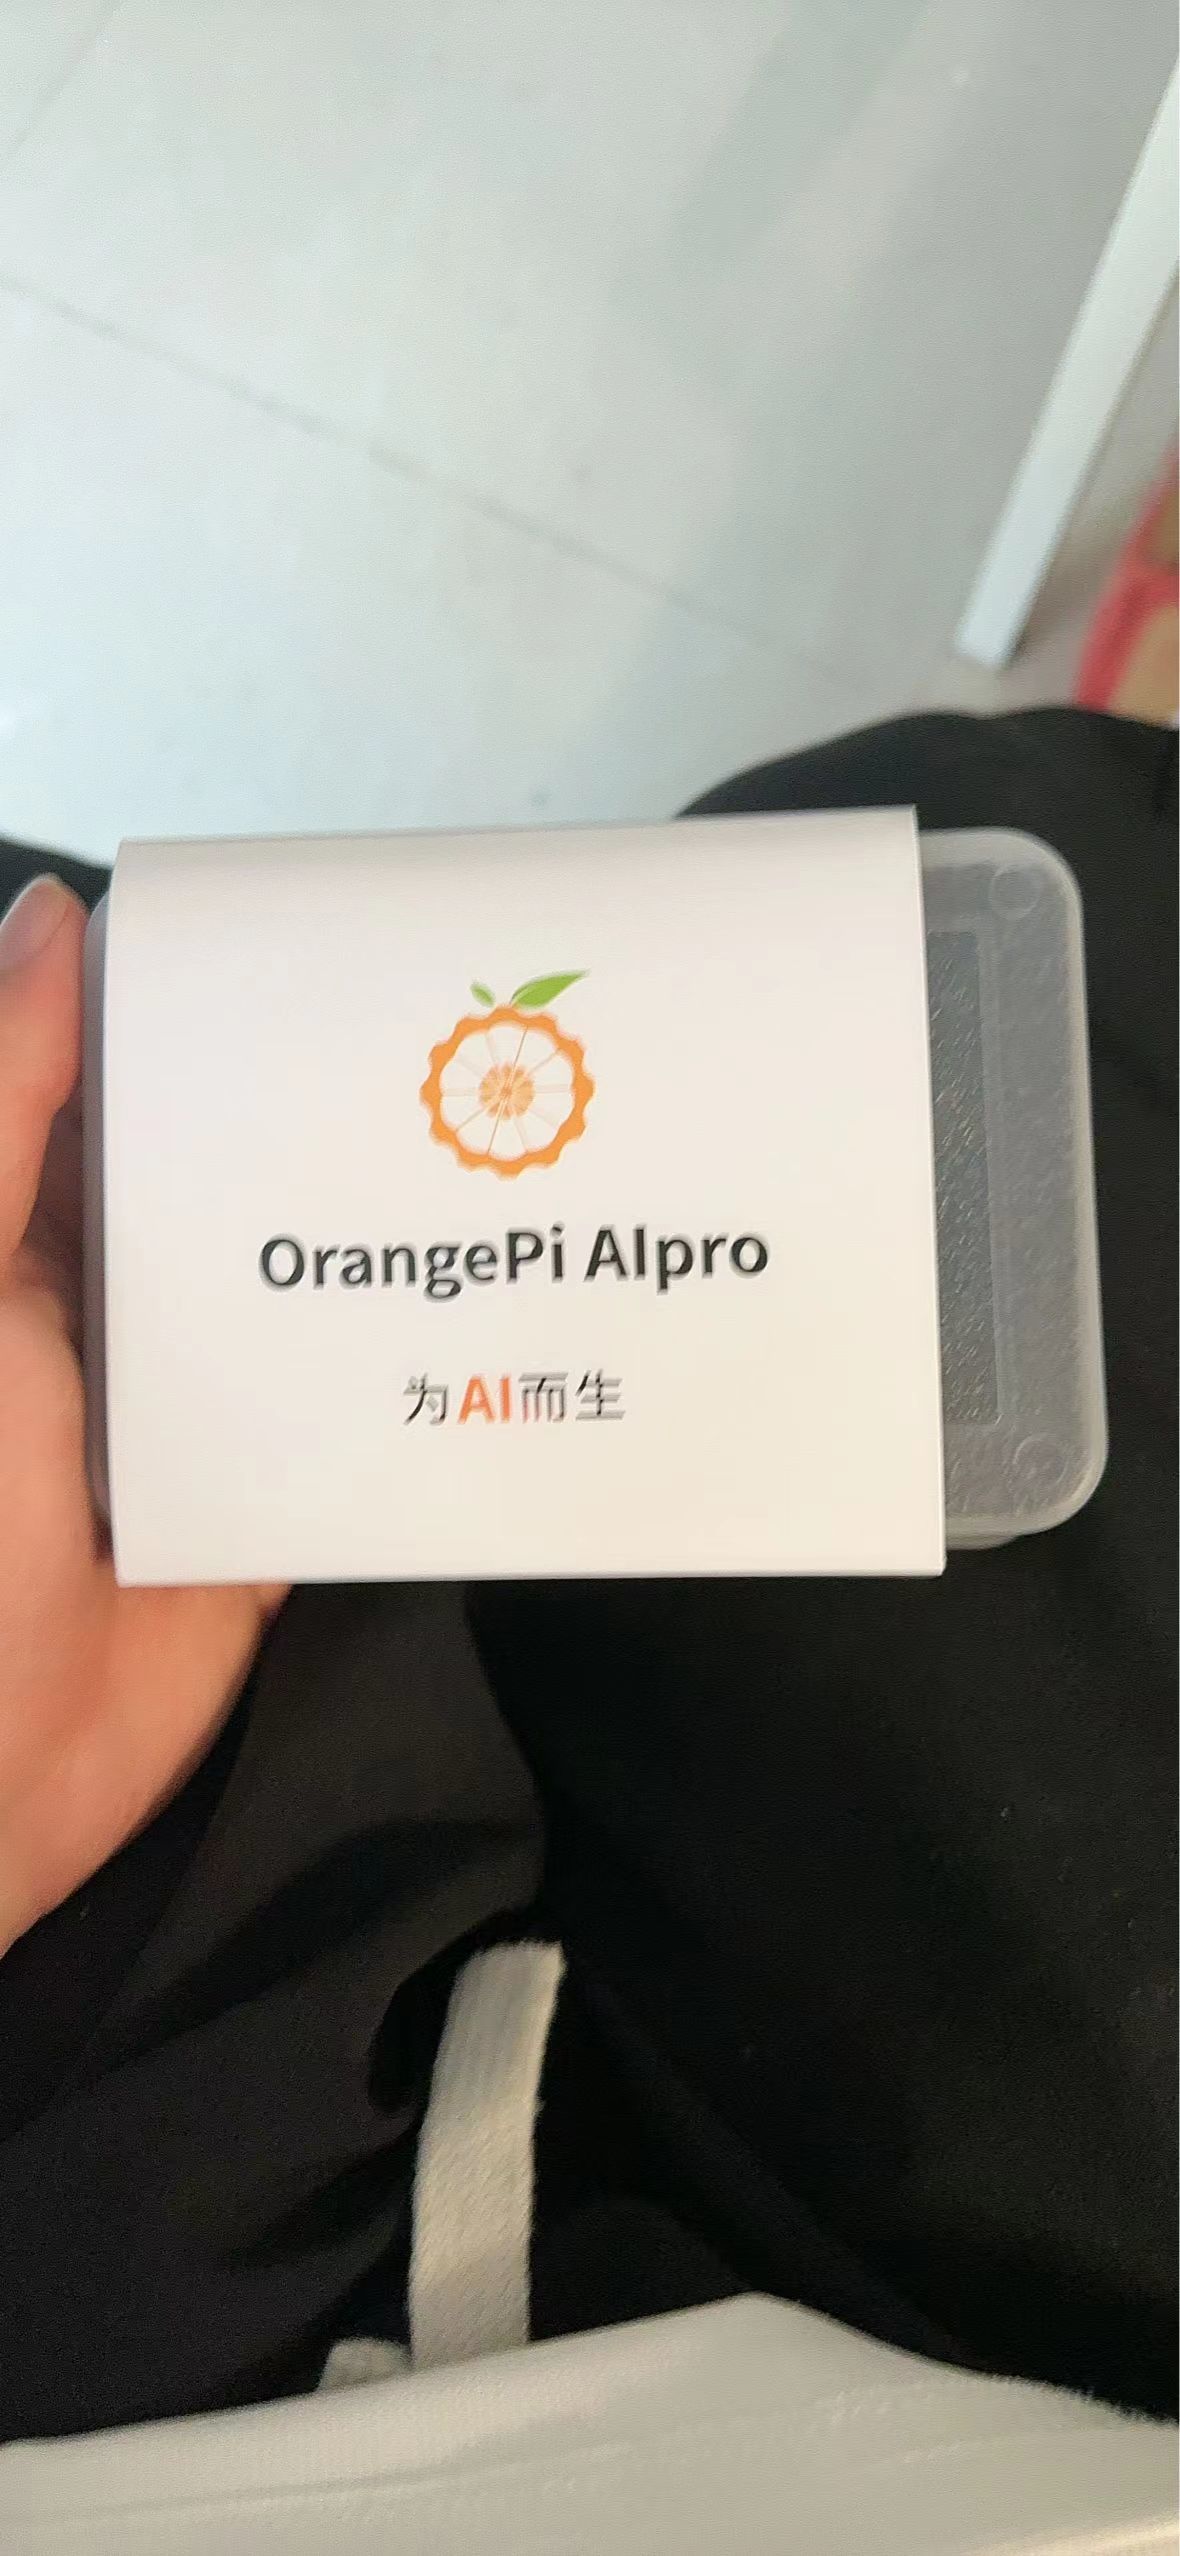 OrangePi AIpro
为AI而生